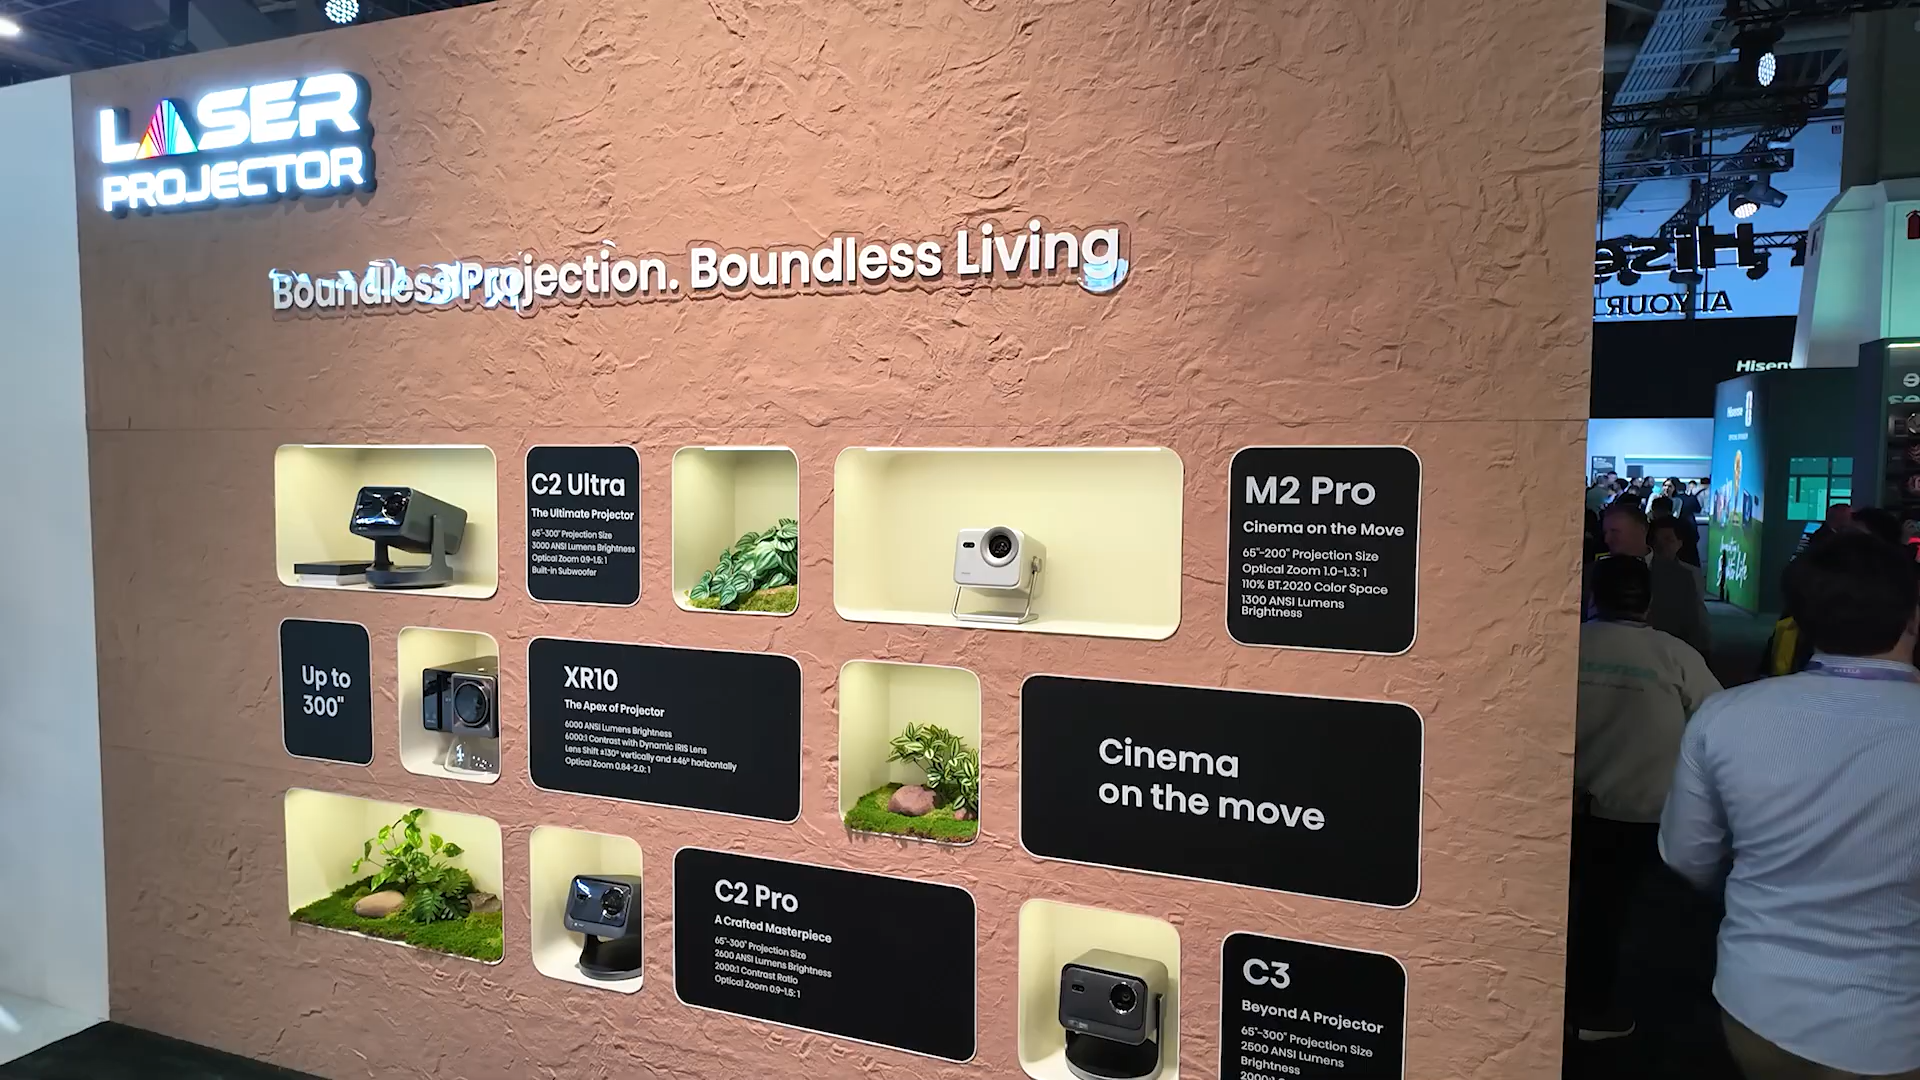 LASER
PROJECTOR
Boundless Projection. Boundless Living
C2 Ultra
The Ultimate Projector
65"-300" Projection Size
3000 ANSI Lumens Brightness
Optical Zoom 0.9-1.5: 1
Built-in Subwoofer
M2 Pro
Cinema on the Move
65"-200" Projection Size
Optical Zoom 1.0-1.3: 1
110% BT.2020 Color Space
1300 ANSI Lumens
Brightness
Up to
300"
XR10
The Apex of Projector
6000 ANSI Lumens Brightness
6000:1 Contrast with Dynamic IRIS Lens
Lens Shift ±130° vertically and ±46° horizontally
Optical Zoom 0.84-2.0: 1
Cinema
on the move
C2 Pro
A Crafted Masterpiece
65"-300" Projection Size
2600 ANSI Lumens Brightness
2000:1 Contrast Ratio
Optical Zoom 0.9-1.5: 1
C3
Beyond A Projector
65"-300" Projection Size
2500 ANSI Lumens
Brightness
2000:1
Hise
AI YOUR
Hisens
Hisense